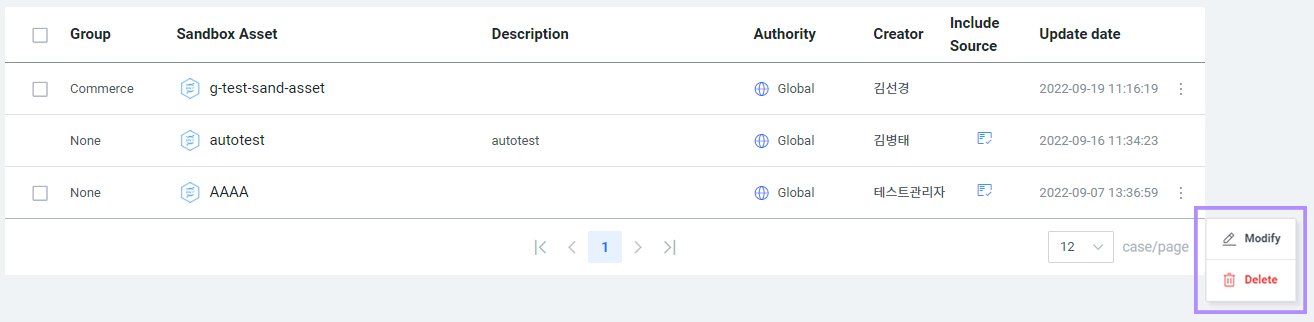 Group Sandbox Asset Description Authority Creator Include Source Update date
Commerce g-test-sand-asset Global 김선경 2022-09-19 11:16:19
None autotest autotest Global 김병태 2022-09-16 11:34:23
None AAAA Global 테스트관리자 2022-09-07 13:36:59
1 12 case/page
Modify
Delete